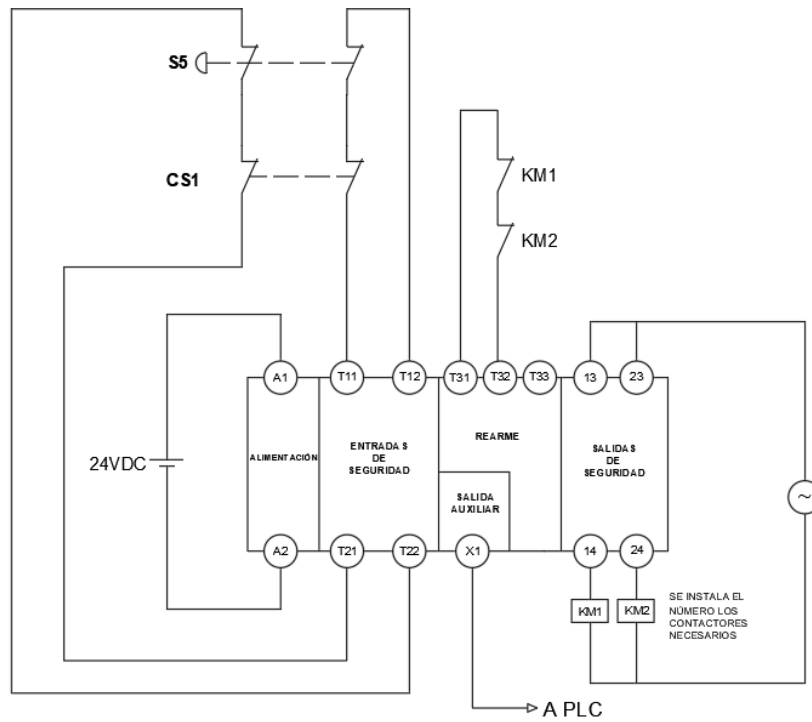 S5
CS1
KM1
KM2
A1
T11
T12
T31
T32
T33
13
23
24VDC
ALIMENTACIÓN
ENTRADAS
DE
SEGURIDAD
REARME
SALIDA
AUXILIAR
SALIDAS
DE
SEGURIDAD
~
A2
T21
T22
X1
14
24
KM1
KM2
SE INSTALA EL
NÚMERO LOS
CONTACTORES
NECESARIOS
A PLC